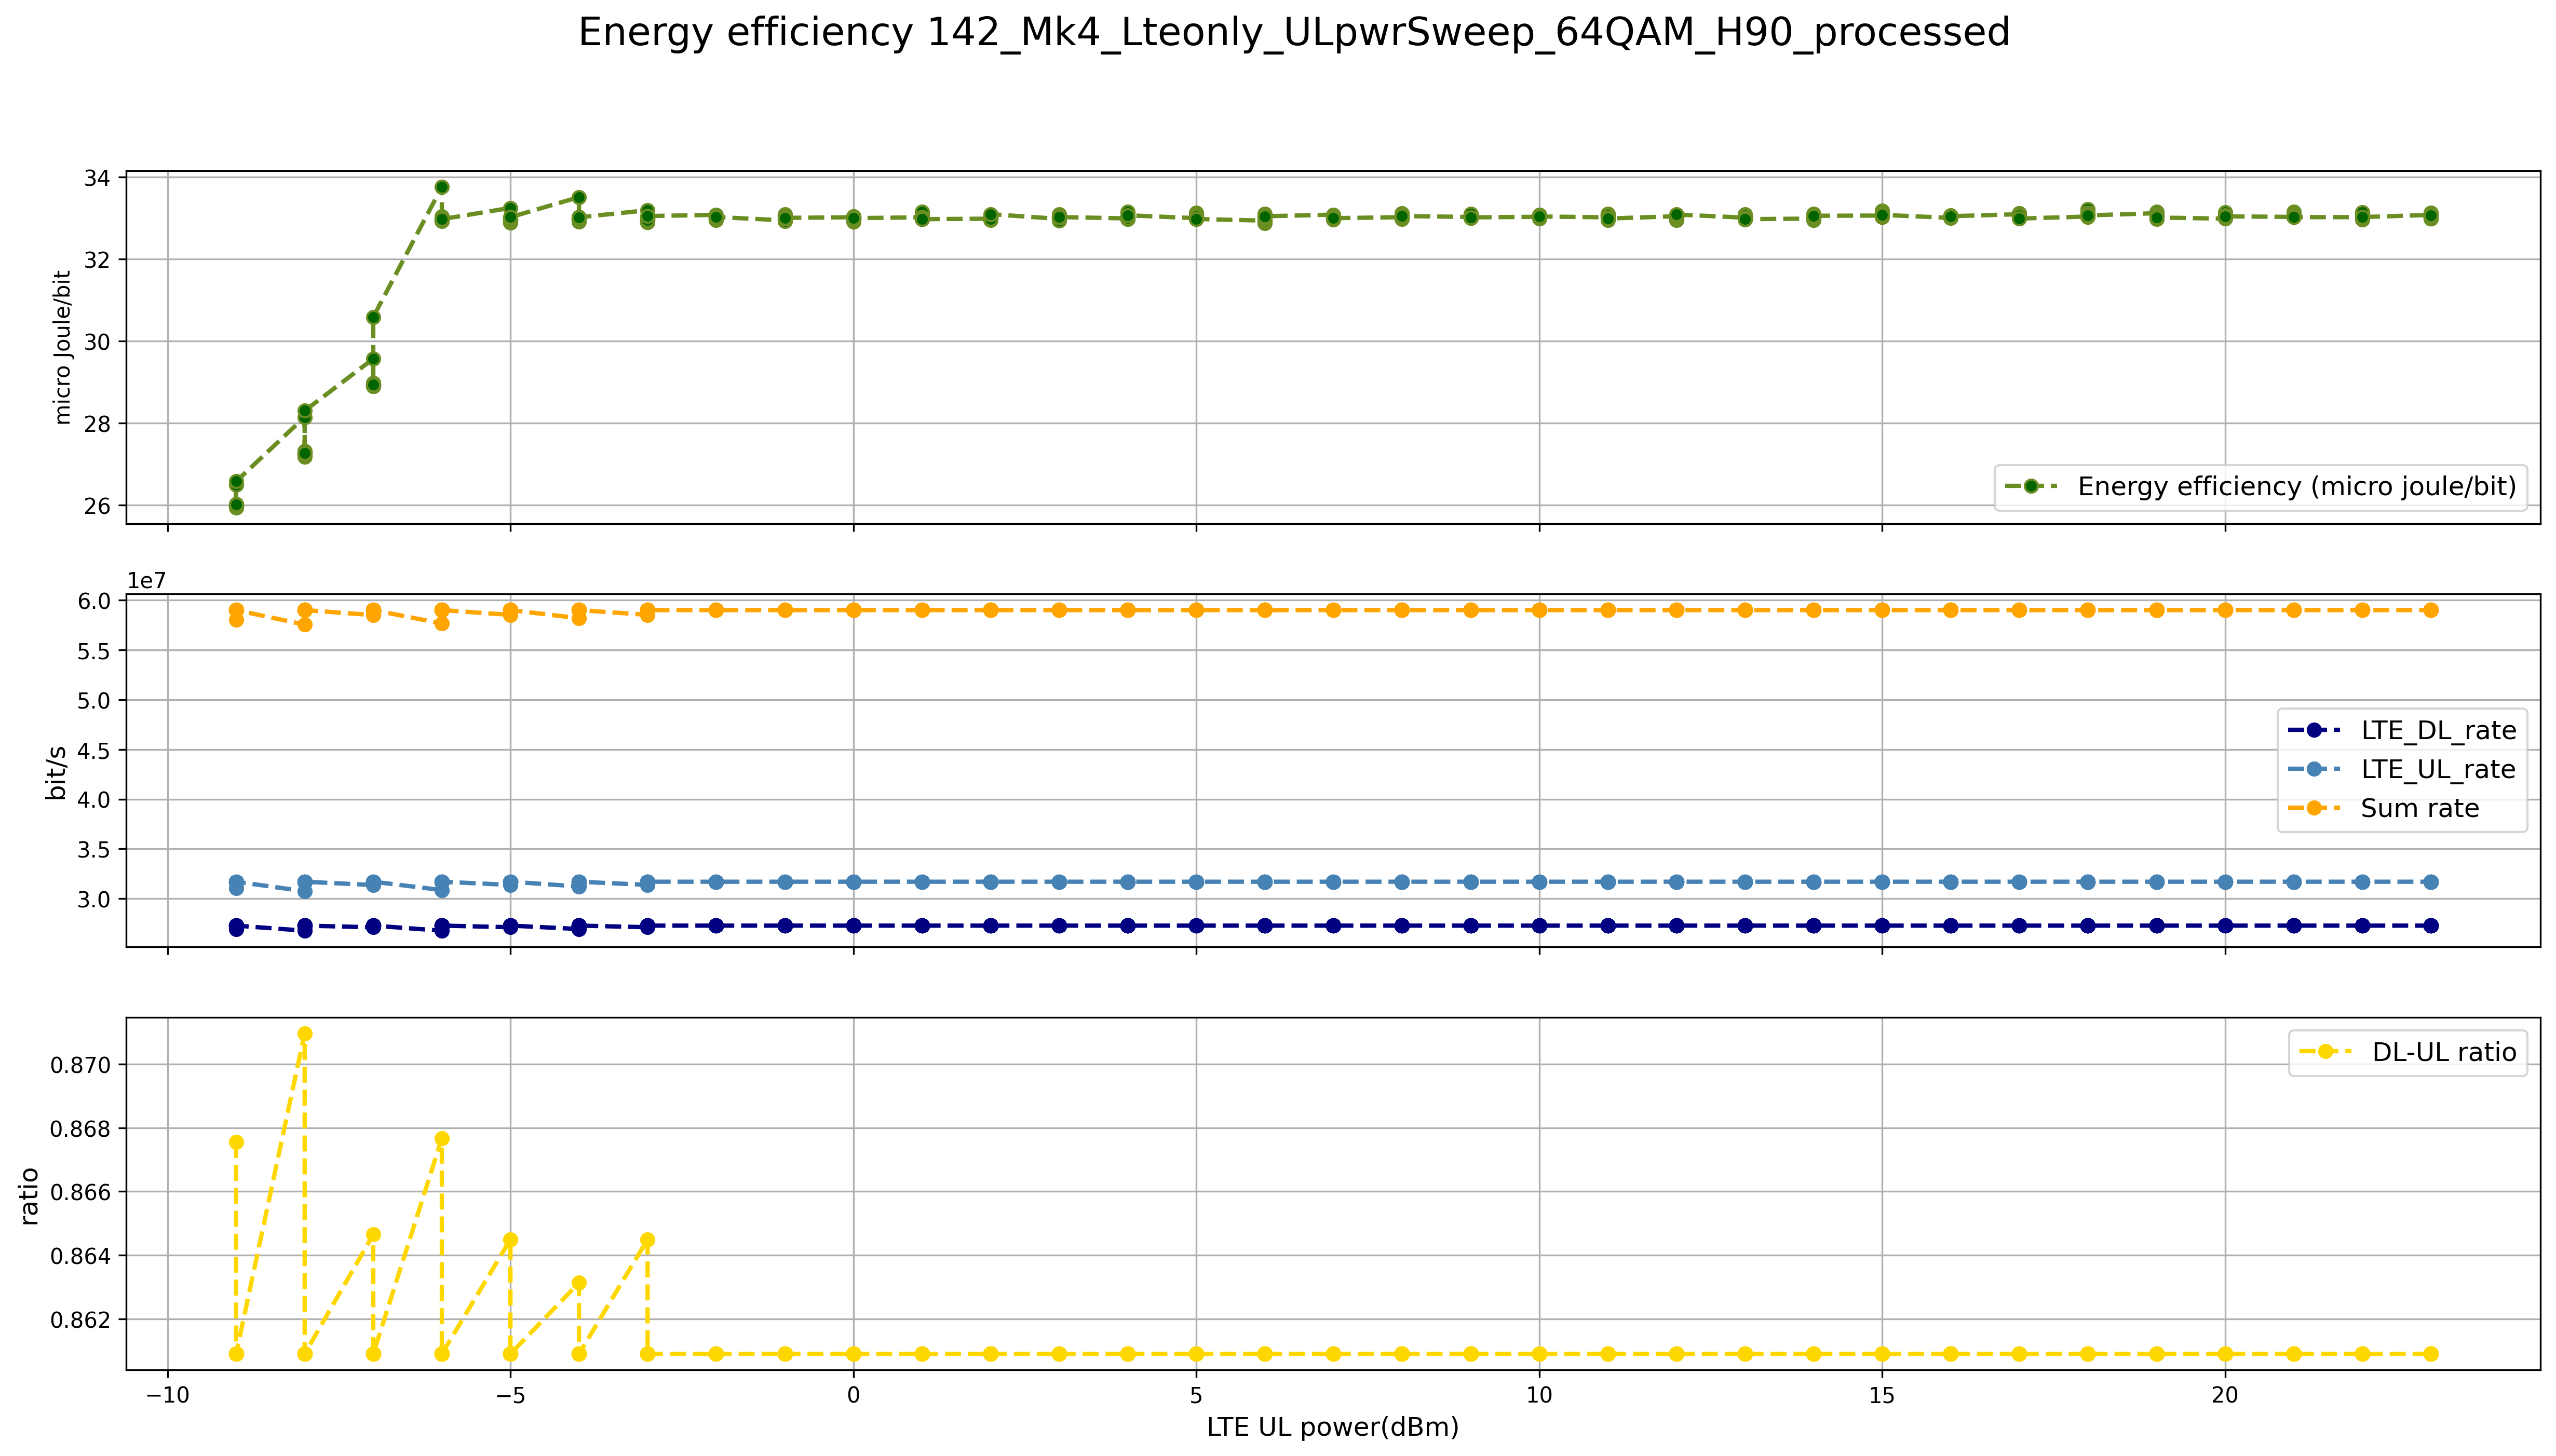 Energy efficiency 142_Mk4_Lteonly_ULpwrSweep_64QAM_H90_processed
34
32
30
28
26
micro Joule/bit
Energy efficiency (micro joule/bit)
1e7
6.0
5.5
5.0
4.5
4.0
3.5
3.0
bit/s
LTE_DL_rate
LTE_UL_rate
Sum rate
0.870
0.868
0.866
0.864
0.862
ratio
DL-UL ratio
−10 −5 0 5 10 15 20
LTE UL power(dBm)